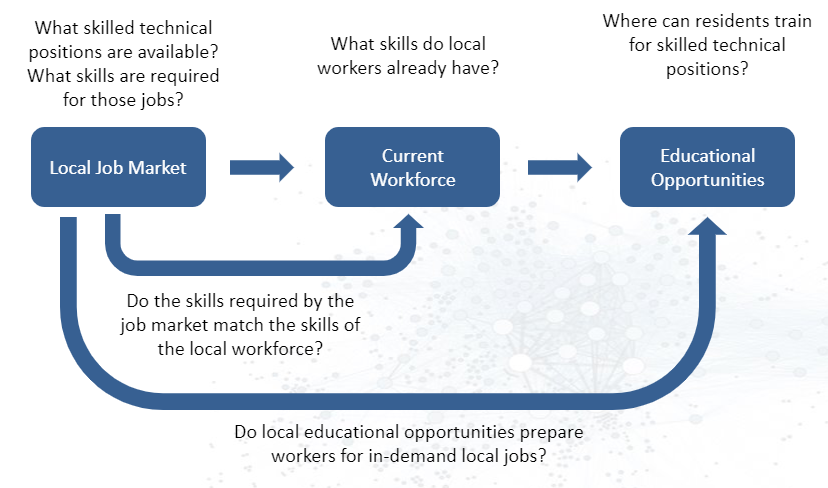 What skilled technical
positions are available?
What skills are required
for those jobs?
What skills do local
workers already have?
Where can residents train
for skilled technical
positions?
Local Job Market
Current
Workforce
Educational
Opportunities
Do the skills required by the
job market match the skills of
the local workforce?
Do local educational opportunities prepare
workers for in-demand local jobs?